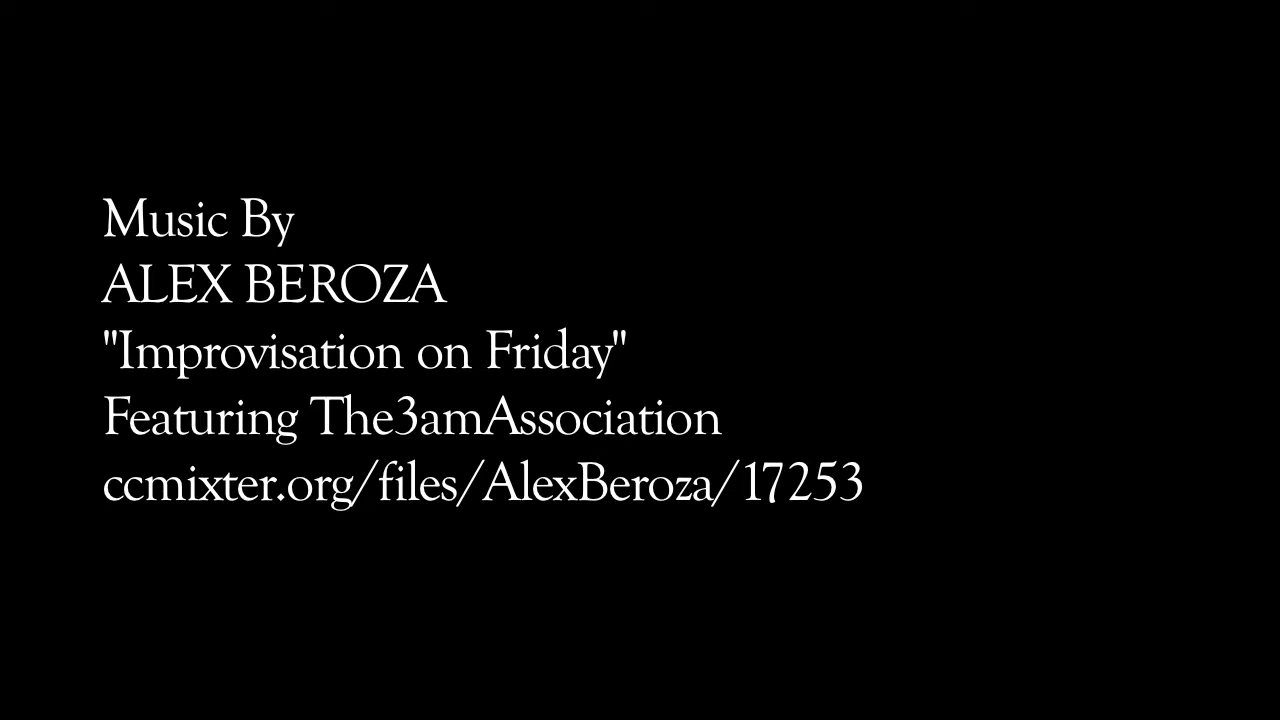 Music By
ALEX BEROZA
"Improvisation on Friday"
Featuring The3amAssociation
ccmixter.org/files/AlexBeroza/17253